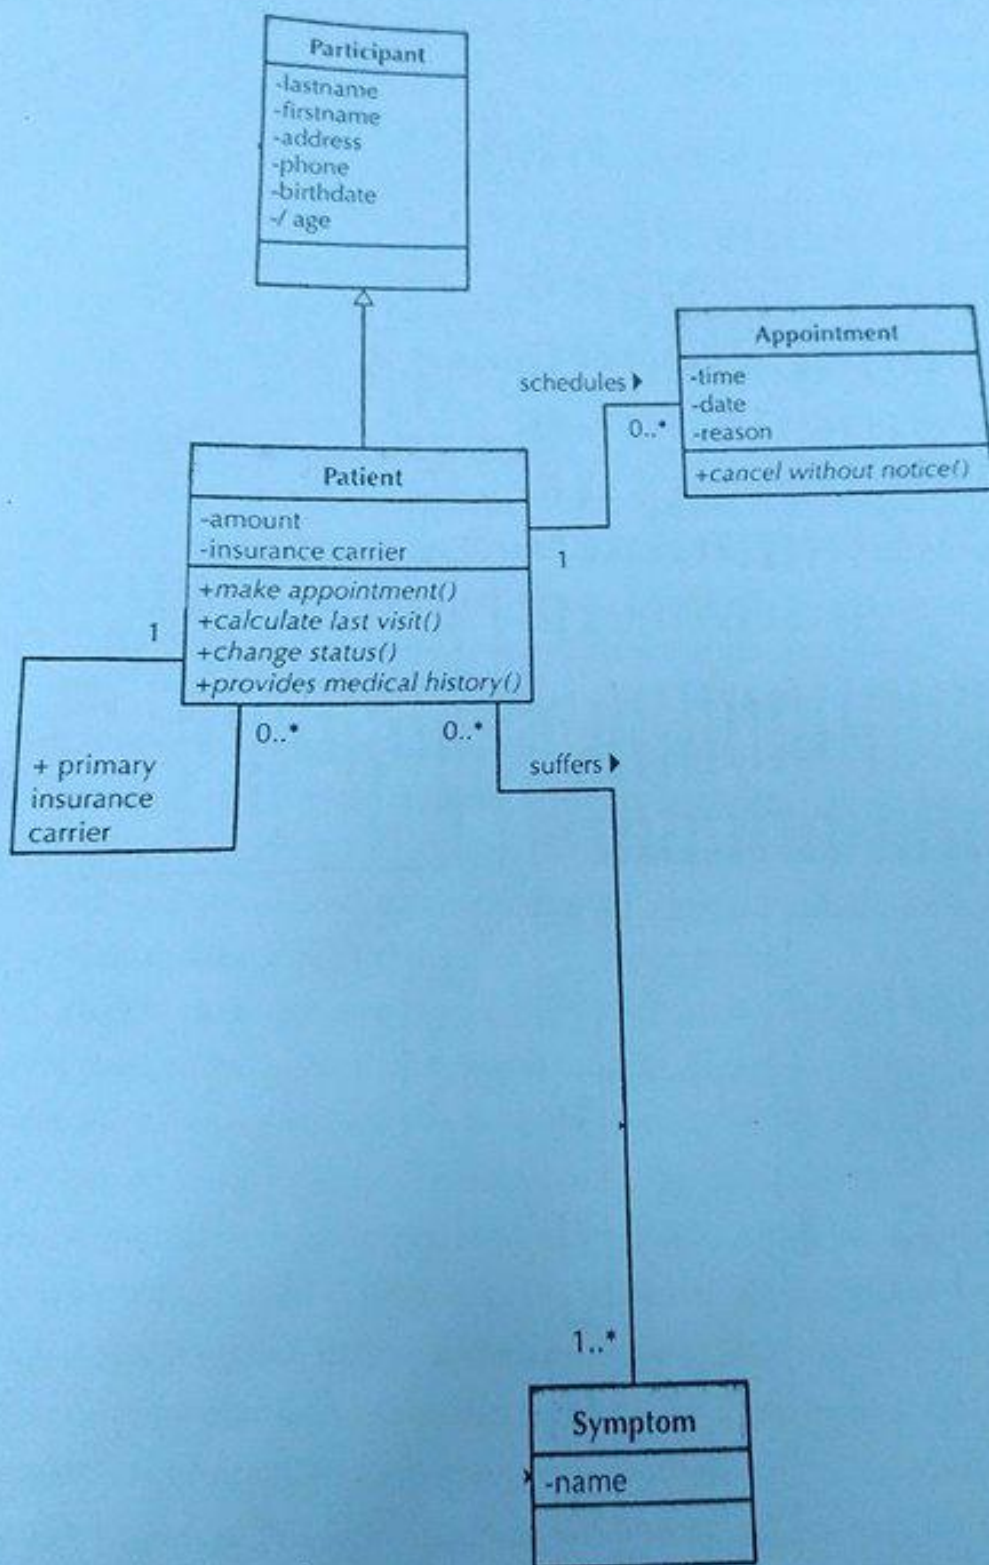 Participant
-lastname
-firstname
-address
-phone
-birthdate
-/ age
Appointment
-time
-date
-reason
+cancel without notice()
schedules
0..*
1
Patient
-amount
-insurance carrier
+make appointment()
+calculate last visit()
+change status()
+provides medical history()
1
0..*
+ primary
insurance
carrier
0..*
suffers
1..*
Symptom
-name